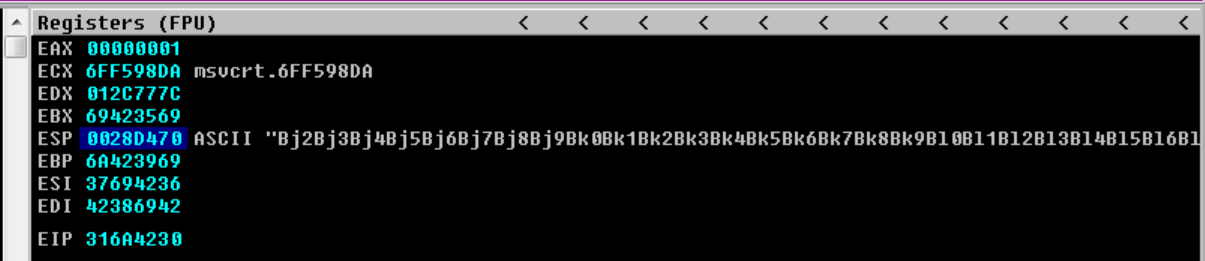 Registers (FPU) < < < < < < < < < < < <
EAX 00000001
ECX 6FF598DA msvcrt.6FF598DA
EDX 012C777C
EBX 69423569
ESP 0028D470 ASCII "Bj2Bj3Bj4Bj5Bj6Bj7Bj8Bj9Bk0Bk1Bk2Bk3Bk4Bk5Bk6Bk7Bk8Bk9Bl0Bl1Bl2Bl3Bl4Bl5Bl6Bl
EBP 6A423969
ESI 37694236
EDI 42386942
EIP 316A4230